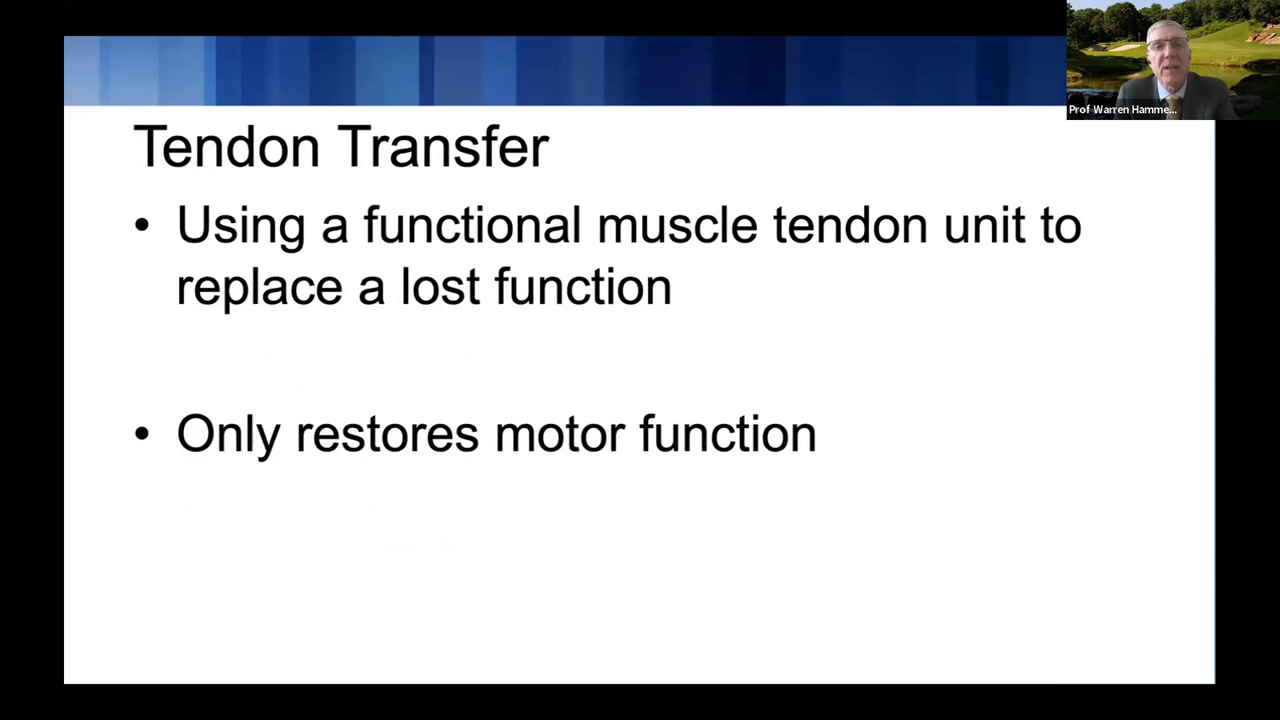 Prof Warren Hamme...
Tendon Transfer
• Using a functional muscle tendon unit to
replace a lost function
• Only restores motor function